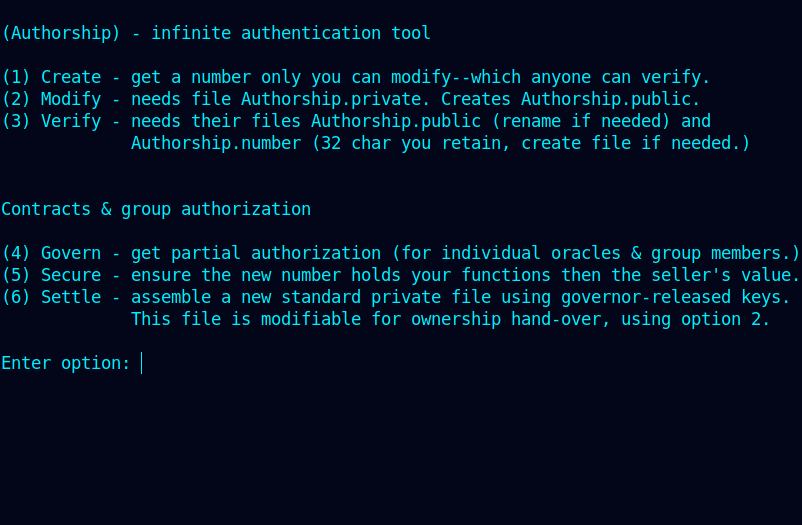 (Authorship) - infinite authentication tool
(1) Create - get a number only you can modify--which anyone can verify.
(2) Modify - needs file Authorship.private. Creates Authorship.public.
(3) Verify - needs their files Authorship.public (rename if needed) and
Authorship.number (32 char you retain, create file if needed.)
Contracts & group authorization
(4) Govern - get partial authorization (for individual oracles & group members.)
(5) Secure - ensure the new number holds your functions then the seller's value.
(6) Settle - assemble a new standard private file using governor-released keys.
This file is modifiable for ownership hand-over, using option 2.
Enter option: